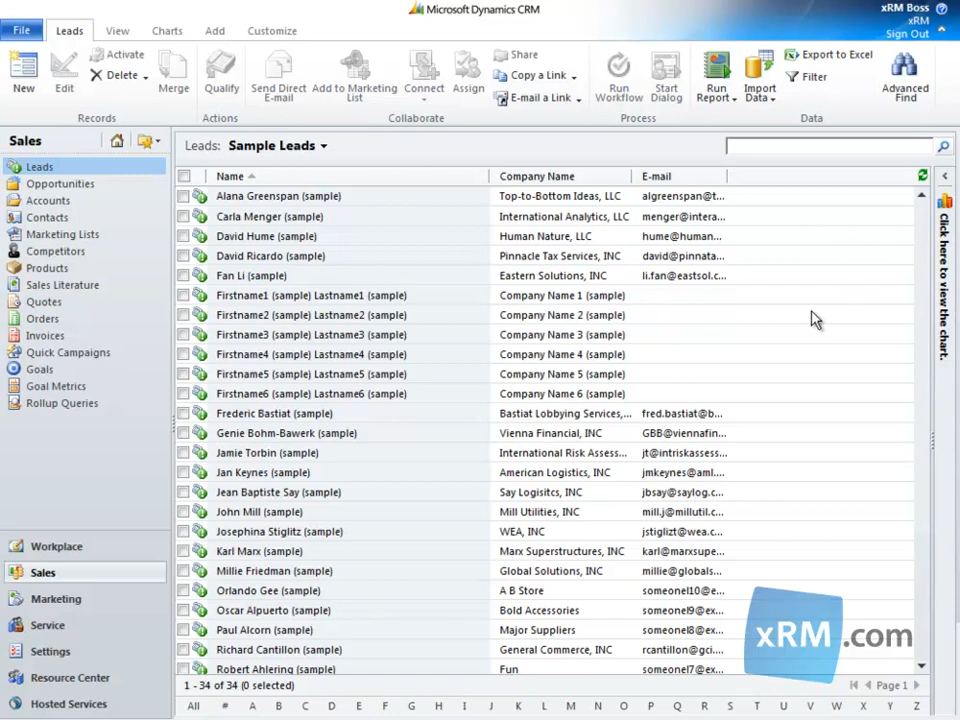 Microsoft Dynamics CRM
xRM Boss
xRM
Sign Out
File
Leads
View
Charts
Add
Customize
New
Edit
Activate
Delete
Merge
Qualify
Send Direct E-mail
Add to Marketing List
Connect
Assign
Share
Copy a Link
E-mail a Link
Run Workflow
Start Dialog
Run Report
Import Data
Export to Excel
Filter
Advanced Find
Records
Actions
Collaborate
Process
Data
Sales
Leads
Opportunities
Accounts
Contacts
Marketing Lists
Competitors
Products
Sales Literature
Quotes
Orders
Invoices
Quick Campaigns
Goals
Goal Metrics
Rollup Queries
Workplace
Sales
Marketing
Service
Settings
Resource Center
Hosted Services
Leads: Sample Leads
Name Company Name E-mail
Alana Greenspan (sample) Top-to-Bottom Ideas, LLC algreenspan@t...
Carla Menger (sample) International Analytics, LLC menger@intera...
David Hume (sample) Human Nature, LLC hume@human...
David Ricardo (sample) Pinnacle Tax Services, INC david@pinnata...
Fan Li (sample) Eastern Solutions, INC li.fan@eastsol.c...
Firstname1 (sample) Lastname1 (sample) Company Name 1 (sample)
Firstname2 (sample) Lastname2 (sample) Company Name 2 (sample)
Firstname3 (sample) Lastname3 (sample) Company Name 3 (sample)
Firstname4 (sample) Lastname4 (sample) Company Name 4 (sample)
Firstname5 (sample) Lastname5 (sample) Company Name 5 (sample)
Firstname6 (sample) Lastname6 (sample) Company Name 6 (sample)
Frederic Bastiat (sample) Bastiat Lobbying Services,... fred.bastiat@b...
Genie Bohm-Bawerk (sample) Vienna Financial, INC GBB@viennafin...
Jamie Torbin (sample) International Risk Assess... jt@intriskassess...
Jan Keynes (sample) American Logistics, INC jmkeynes@aml....
Jean Baptiste Say (sample) Say Logisitcs, INC jbsay@saylog.c...
John Mill (sample) Mill Utilities, INC mill.j@millutil.c...
Josephina Stiglitz (sample) WEA, INC jstiglizt@wea.c...
Karl Marx (sample) Marx Superstructures, INC karl@marxsupe...
Millie Friedman (sample) Global Solutions, INC millie@globals...
Orlando Gee (sample) A B Store someonel10@e...
Oscar Alpuerto (sample) Bold Accessories someonel9@ex...
Paul Alcorn (sample) Major Suppliers someonel8@ex...
Richard Cantillon (sample) General Commerce, INC rcantillon@gci...
Robert Ahlering (sample) Fun someonel7@ex...
Click here to view the chart.
xRM.com
1 - 34 of 34 (0 selected)
Page 1
All # A B C D E F G H I J K L M N O P Q R S T U V W X Y Z